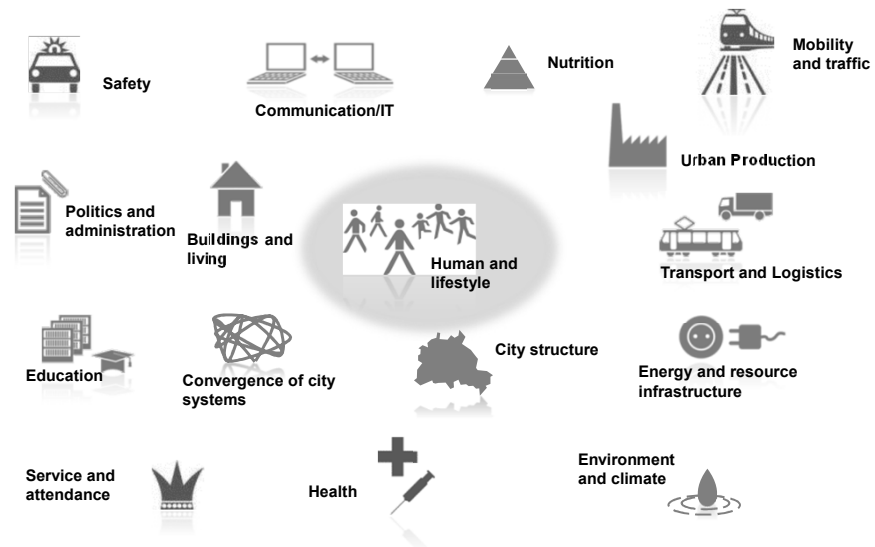 Safety
Communication/IT
Nutrition
Mobility
and traffic
Urban Production
Politics and
administration
Buildings and
living
Human and
lifestyle
Transport and Logistics
Education
Convergence of city
systems
City structure
Energy and resource
infrastructure
Service and
attendance
Health
Environment
and climate